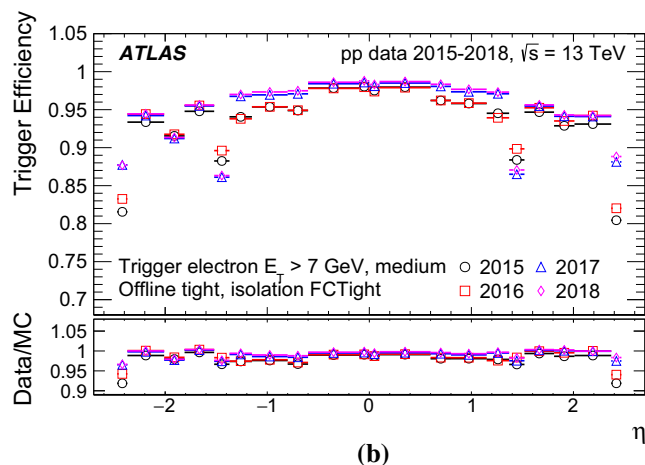 ATLAS pp data 2015-2018, √s = 13 TeV
Trigger Efficiency
1.05
1
0.95
0.9
0.85
0.8
0.75
0.7
Trigger electron E_T > 7 GeV, medium
Offline tight, isolation FCTight
2015 2017
2016 2018
Data/MC
1.05
1
0.95
0.9
−2 −1 0 1 2
η
(b)